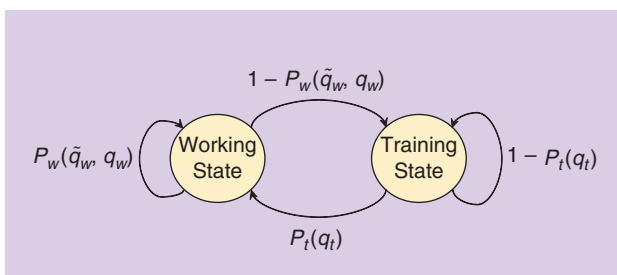 1 − P_w(q̃_w, q_w)
P_w(q̃_w, q_w)
Working
State
Training
State
1 − P_t(q_t)
P_t(q_t)